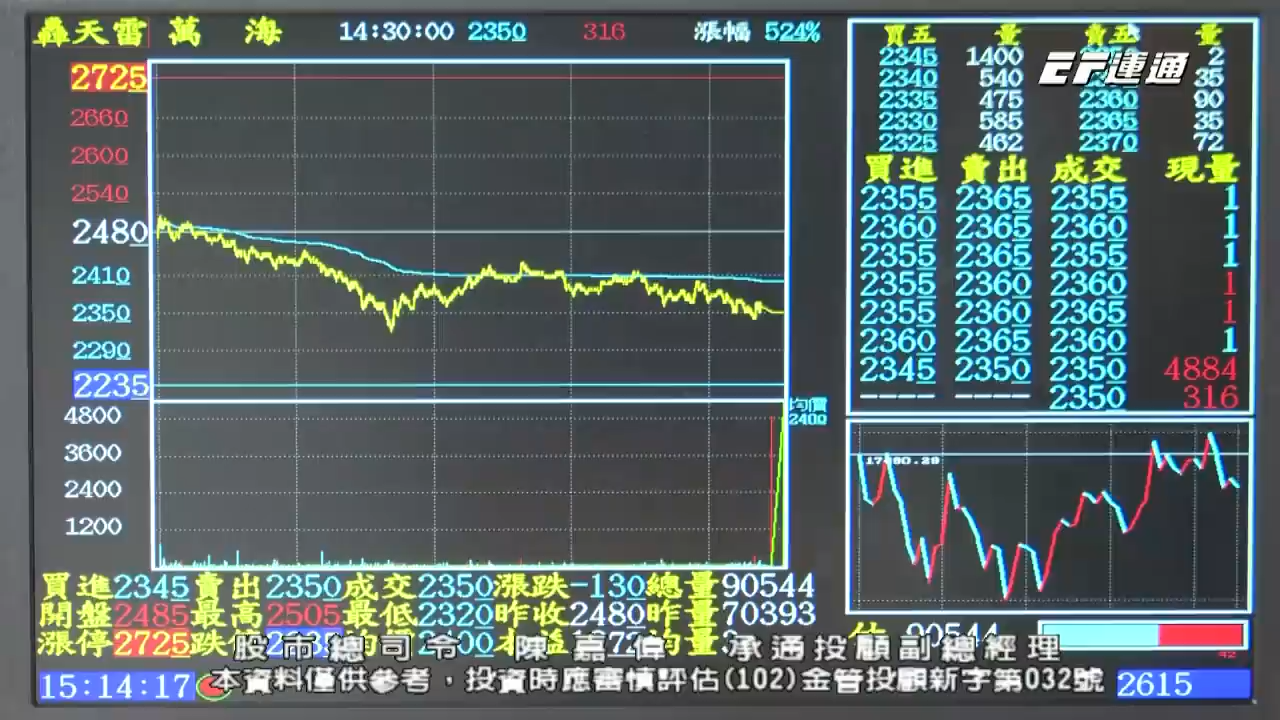 轟天雷 萬 海 14:30:00 2350 316 漲幅 524%
2725
2660
2600
2540
2480
2410
2350
2290
2235
4800
3600
2400
1200
均價
2400
買五 量 賣五 量
2345 1400 2
2340 540 35
2335 475 2360 90
2330 585 2365 35
2325 462 2370 72
EF運通
買進 賣出 成交 現量
2355 2365 2355 1
2360 2360 2360 1
2355 2365 2355 1
2355 2360 2360 1
2355 2360 2365 1
2360 2365 2360 1
2345 2350 2350 4884
---- ---- 2350 316
買進2345賣出2350成交2350漲跌-130總量90544
開盤2485最高2505最低2320昨收2480昨量70393
漲停2725跌
估 90544
股市總司令 陳嘉偉 承通投顧副總經理
15:14:17
本資料僅供參考，投資時應審慎評估(102)金管投顧新字第032號
2615